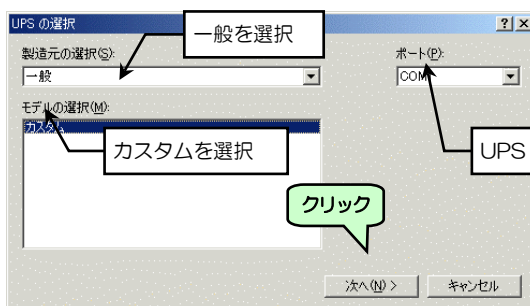 UPS の選択
一般を選択
製造元の選択(S):
ポート(P):
一般
COM
モデルの選択(M):
カスタム
カスタムを選択
UPS
クリック
次へ(N) >
キャンセル